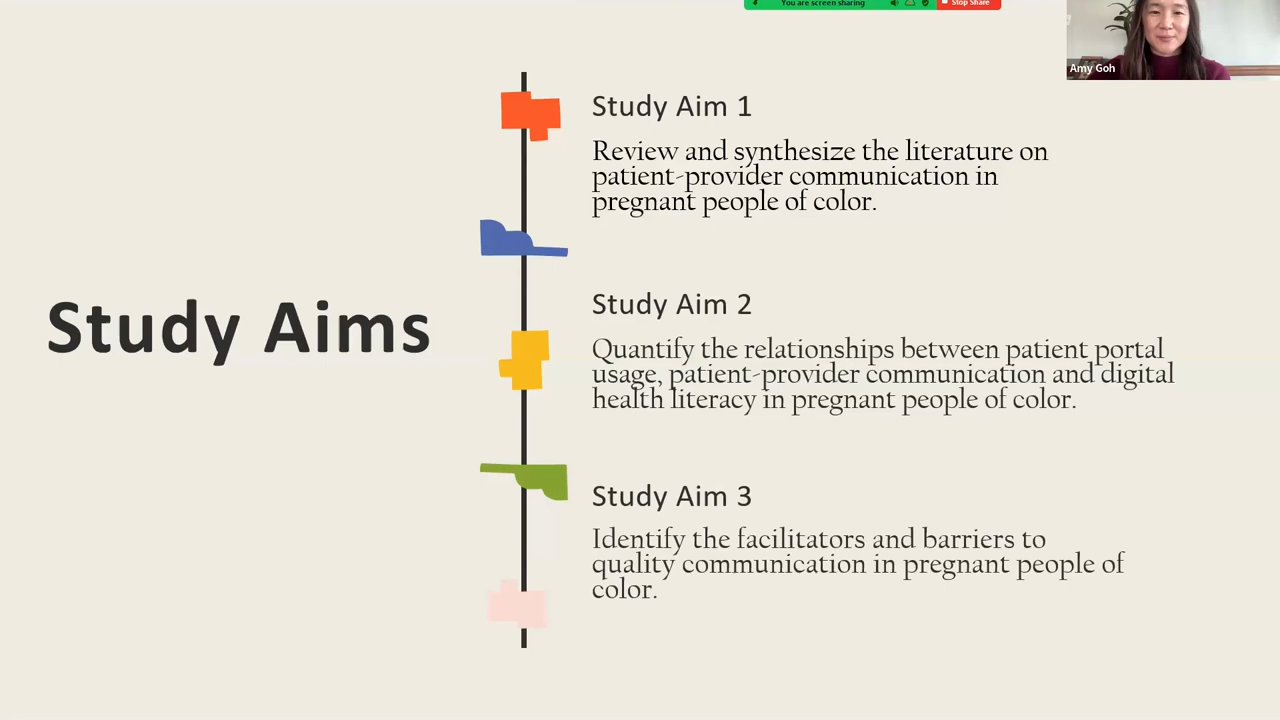 You are screen sharing
Stop Share
Amy Goh
Study Aims
Study Aim 1
Review and synthesize the literature on
patient-provider communication in
pregnant people of color.
Study Aim 2
Quantify the relationships between patient portal
usage, patient-provider communication and digital
health literacy in pregnant people of color.
Study Aim 3
Identify the facilitators and barriers to
quality communication in pregnant people of
color.